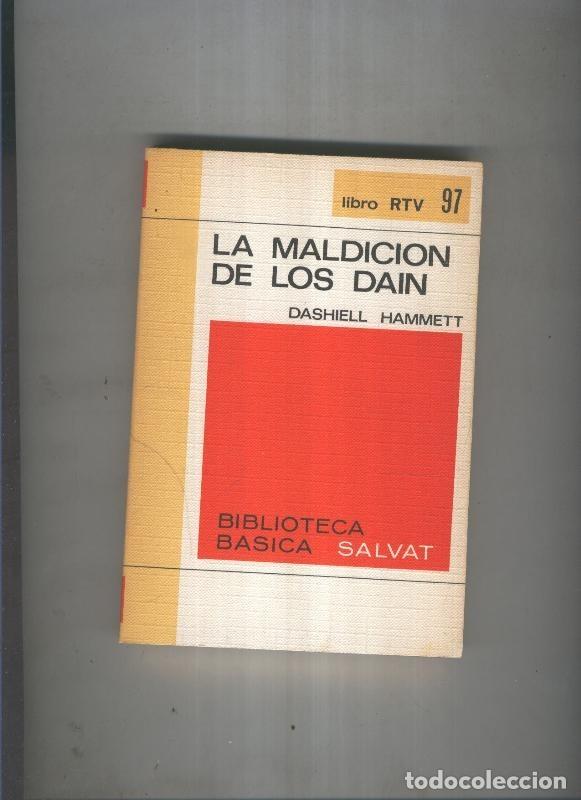 libro RTV 97
LA MALDICION
DE LOS DAIN
DASHIELL HAMMETT
BIBLIOTECA
BASICA SALVAT
todocoleccion